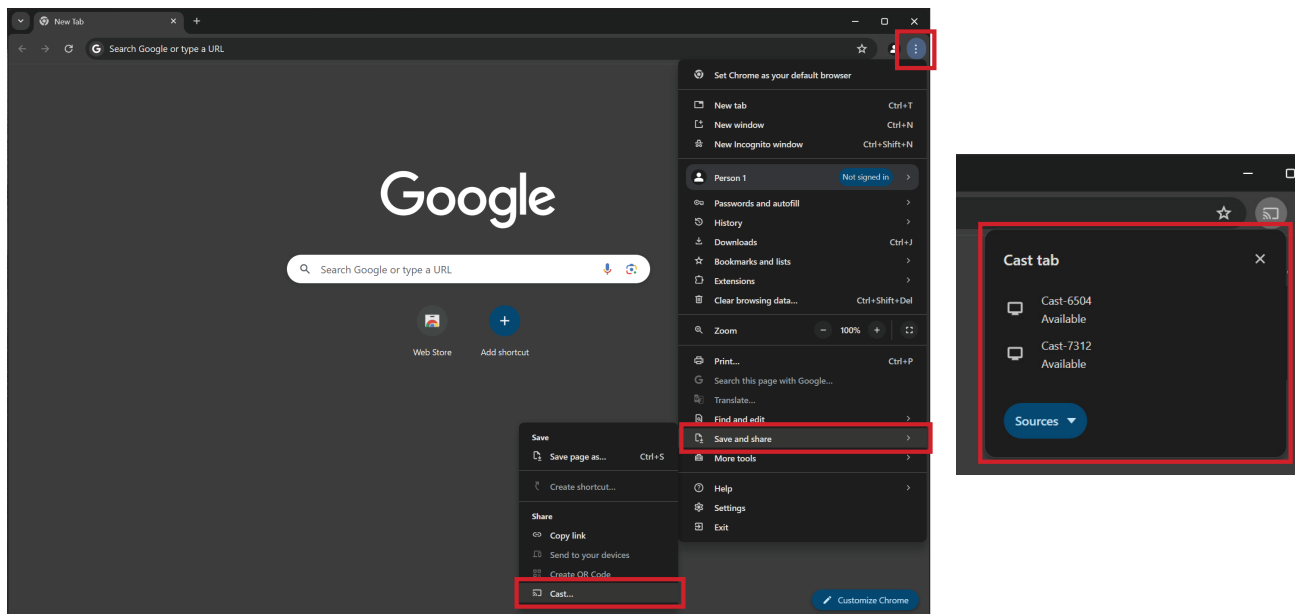 New Tab
Search Google or type a URL
Set Chrome as your default browser
New tab Ctrl+T
New window Ctrl+N
New Incognito window Ctrl+Shift+N
Person 1 Not signed in
Passwords and autofill
History
Downloads Ctrl+J
Bookmarks and lists
Extensions
Clear browsing data... Ctrl+Shift+Del
Zoom - 100% +
Print... Ctrl+P
Search this page with Google...
Translate...
Find and edit
Save and share
More tools
Help
Settings
Exit
Google
Search Google or type a URL
Web Store
Add shortcut
Save
Save page as... Ctrl+S
Create shortcut...
Share
Copy link
Send to your devices
Create QR Code
Cast...
Customize Chrome
Cast tab
Cast-6504
Available
Cast-7312
Available
Sources